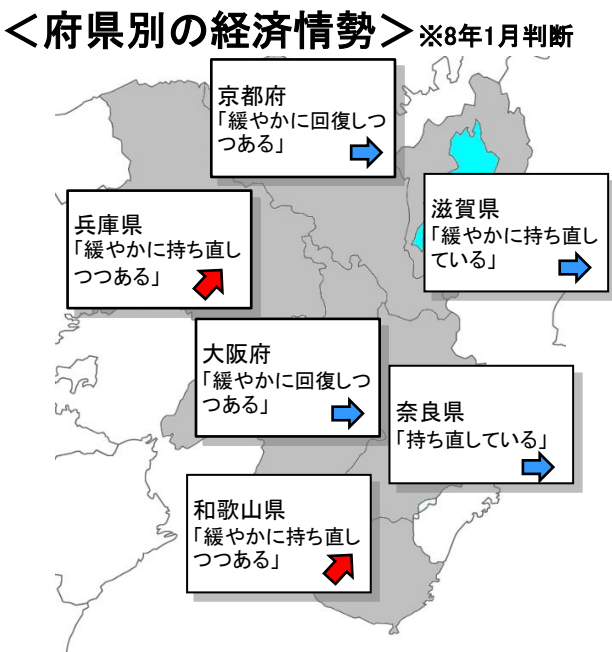 ＜府県別の経済情勢＞※8年1月判断
京都府
「緩やかに回復しつ
つある」
兵庫県
「緩やかに持ち直し
つつある」
滋賀県
「緩やかに持ち直し
ている」
大阪府
「緩やかに回復しつ
つある」
奈良県
「持ち直している」
和歌山県
「緩やかに持ち直し
つつある」